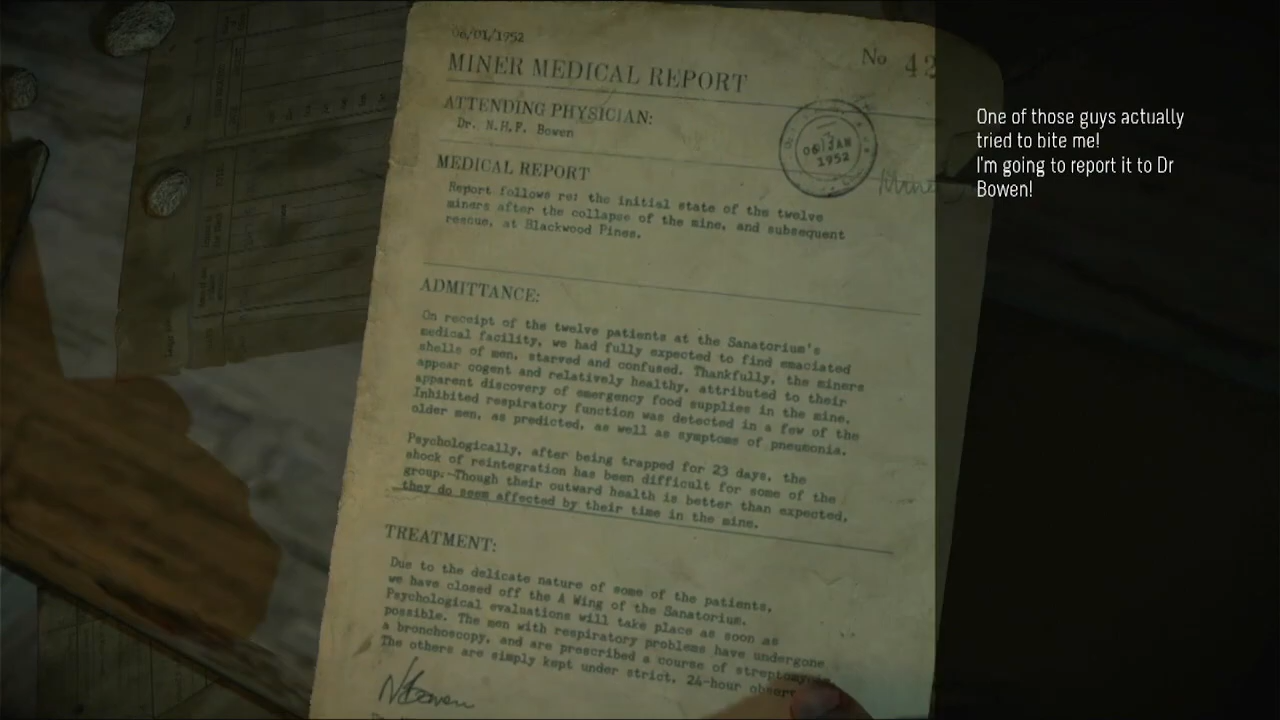 06/01/1952
No 42
MINER MEDICAL REPORT
ATTENDING PHYSICIAN:
Dr. N.H.F. Bowen
06 JAN
1952
MEDICAL REPORT
Report follows re: the initial state of the twelve
miners after the collapse of the mine, and subsequent
rescue, at Blackwood Pines.
ADMITTANCE:
On receipt of the twelve patients at the Sanatorium's
medical facility, we had fully expected to find emaciated
shells of men, starved and confused. Thankfully, the miners
appear cogent and relatively healthy, attributed to their
apparent discovery of emergency food supplies in the mine.
Inhibited respiratory function was detected in a few of the
older men, as predicted, as well as symptoms of pneumonia.
Psychologically, after being trapped for 23 days, the
shock of reintegration has been difficult for some of the
group. Though their outward health is better than expected,
they do seem affected by their time in the mine.
TREATMENT:
Due to the delicate nature of some of the patients,
we have closed off the A Wing of the Sanatorium.
Psychological evaluations will take place as soon as
possible. The men with respiratory problems have undergone
a bronchoscopy, and are prescribed a course of streptomycin.
The others are simply kept under strict, 24-hour
NBowen
One of those guys actually
tried to bite me!
I'm going to report it to Dr
Bowen!